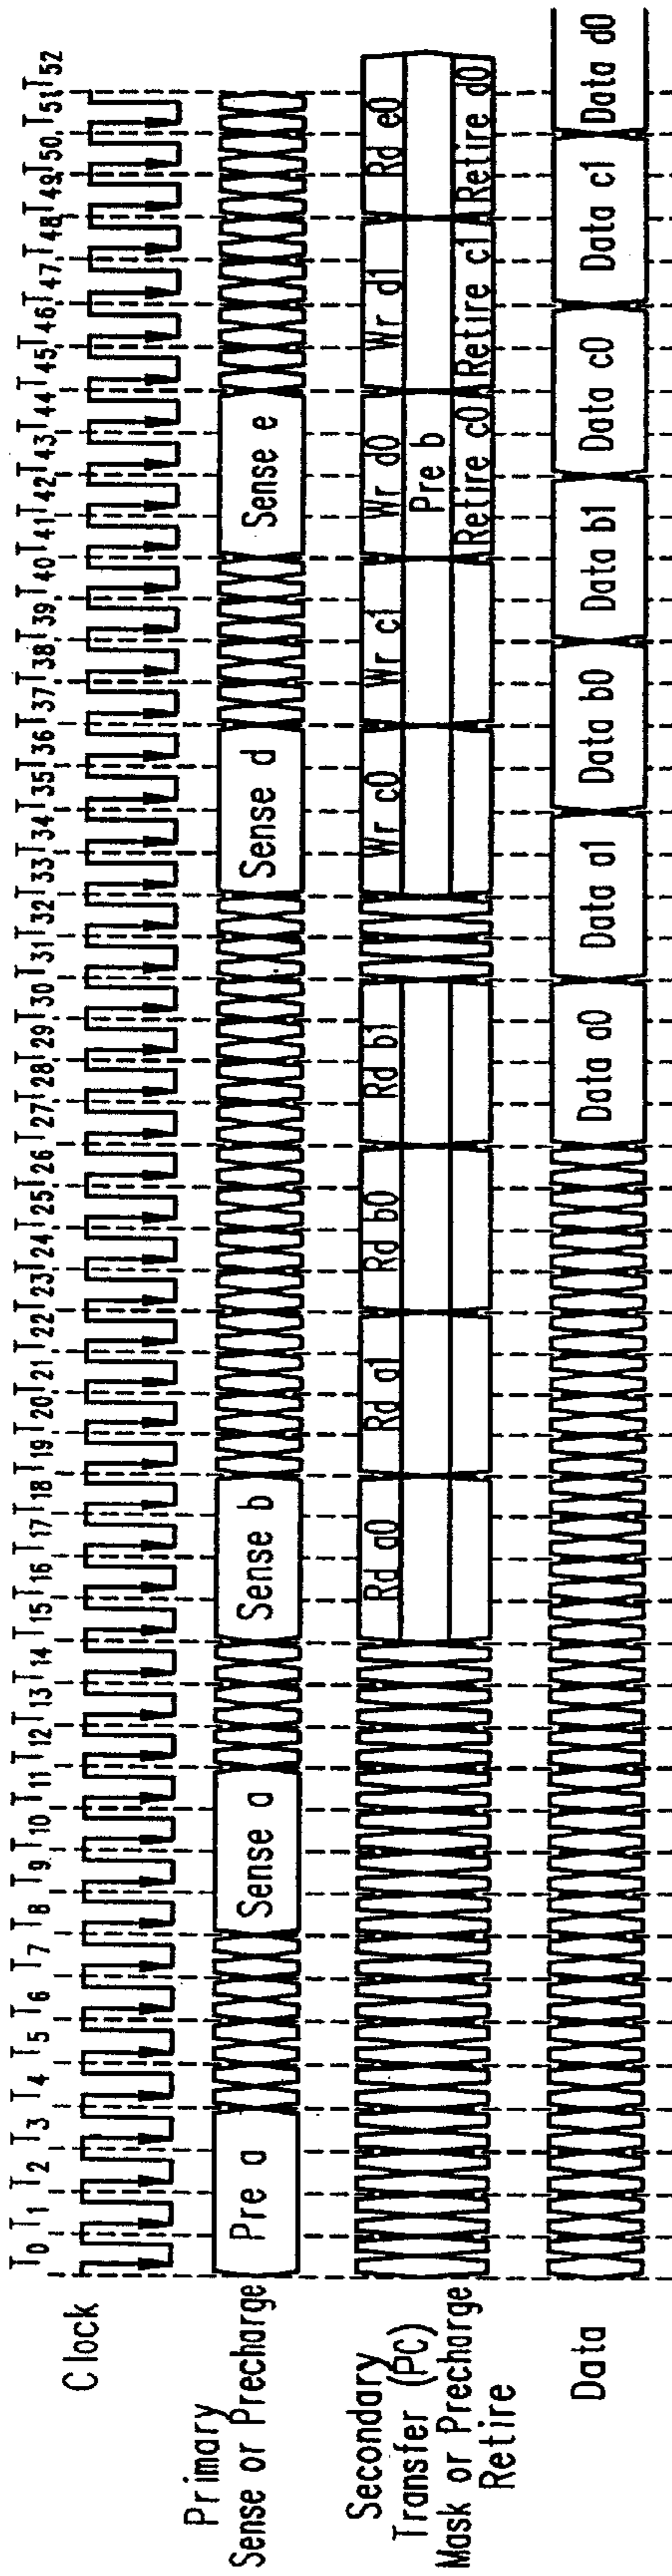 T0 T1 T2 T3 T4 T5 T6 T7 T8 T9 T10 T11 T12 T13 T14 T15 T16 T17 T18 T19 T20 T21 T22 T23 T24 T25 T26 T27 T28 T29 T30 T31 T32 T33 T34 T35 T36 T37 T38 T39 T40 T41 T42 T43 T44 T45 T46 T47 T48 T49 T50 T51 T52
Clock
Primary
Sense or Precharge
Pre a Sense a Sense b Sense d Sense e
Secondary
Transfer (PC)
Mask or Precharge
Retire
Rd a0 Rd a1 Rd b0 Rd b1 Wr c0 Wr c1 Wr d0 Wr d1 Rd e0
Pre b
Retire c0 Retire c1 Retire d0
Data
Data a0 Data a1 Data b0 Data b1 Data c0 Data c1 Data d0